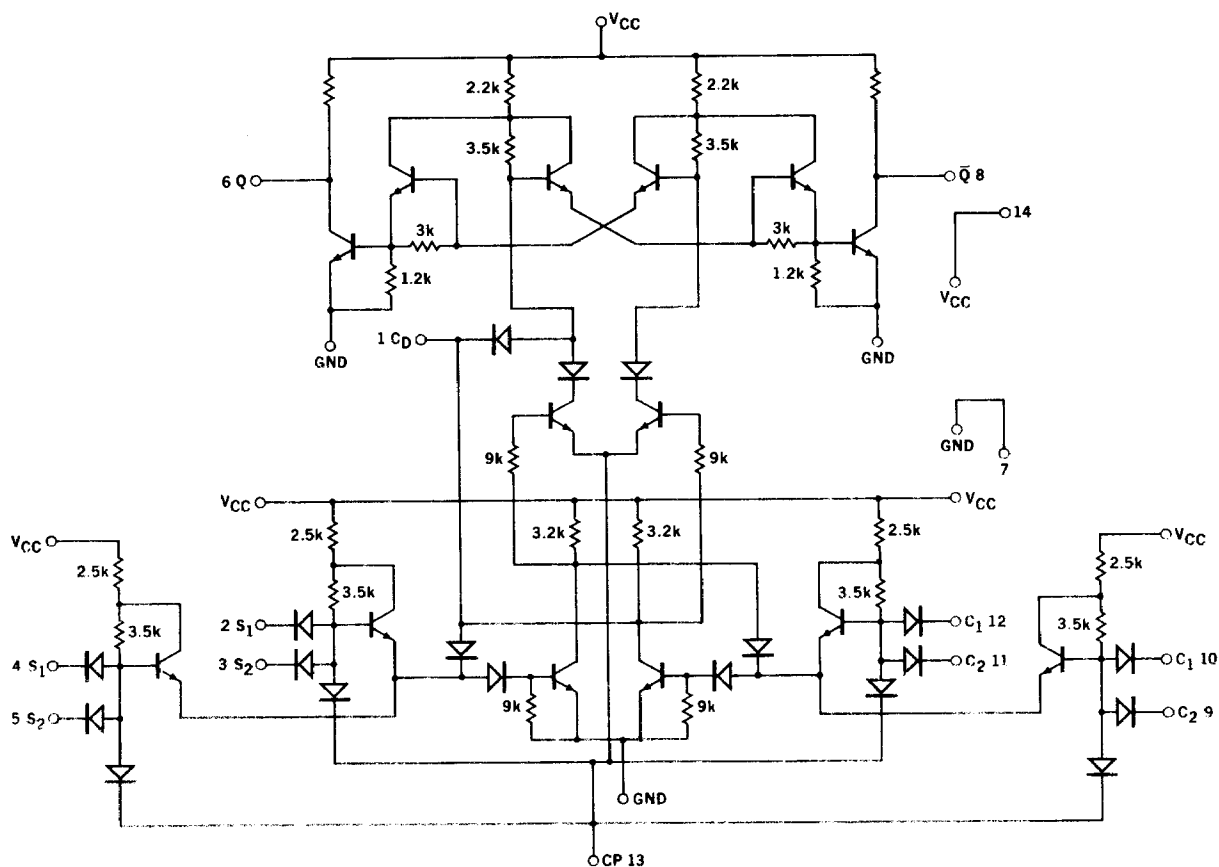 VCC
2.2k
2.2k
3.5k
3.5k
6 Q
Q̄ 8
3k
3k
14
1.2k
1.2k
VCC
GND
1 CD
GND
GND
7
9k
9k
VCC
VCC
2.5k
3.2k
3.2k
2.5k
VCC
VCC
2.5k
2.5k
3.5k
3.5k
2 S1
C1 12
3.5k
3.5k
3 S2
C2 11
4 S1
C1 10
9k
9k
5 S2
C2 9
GND
CP 13